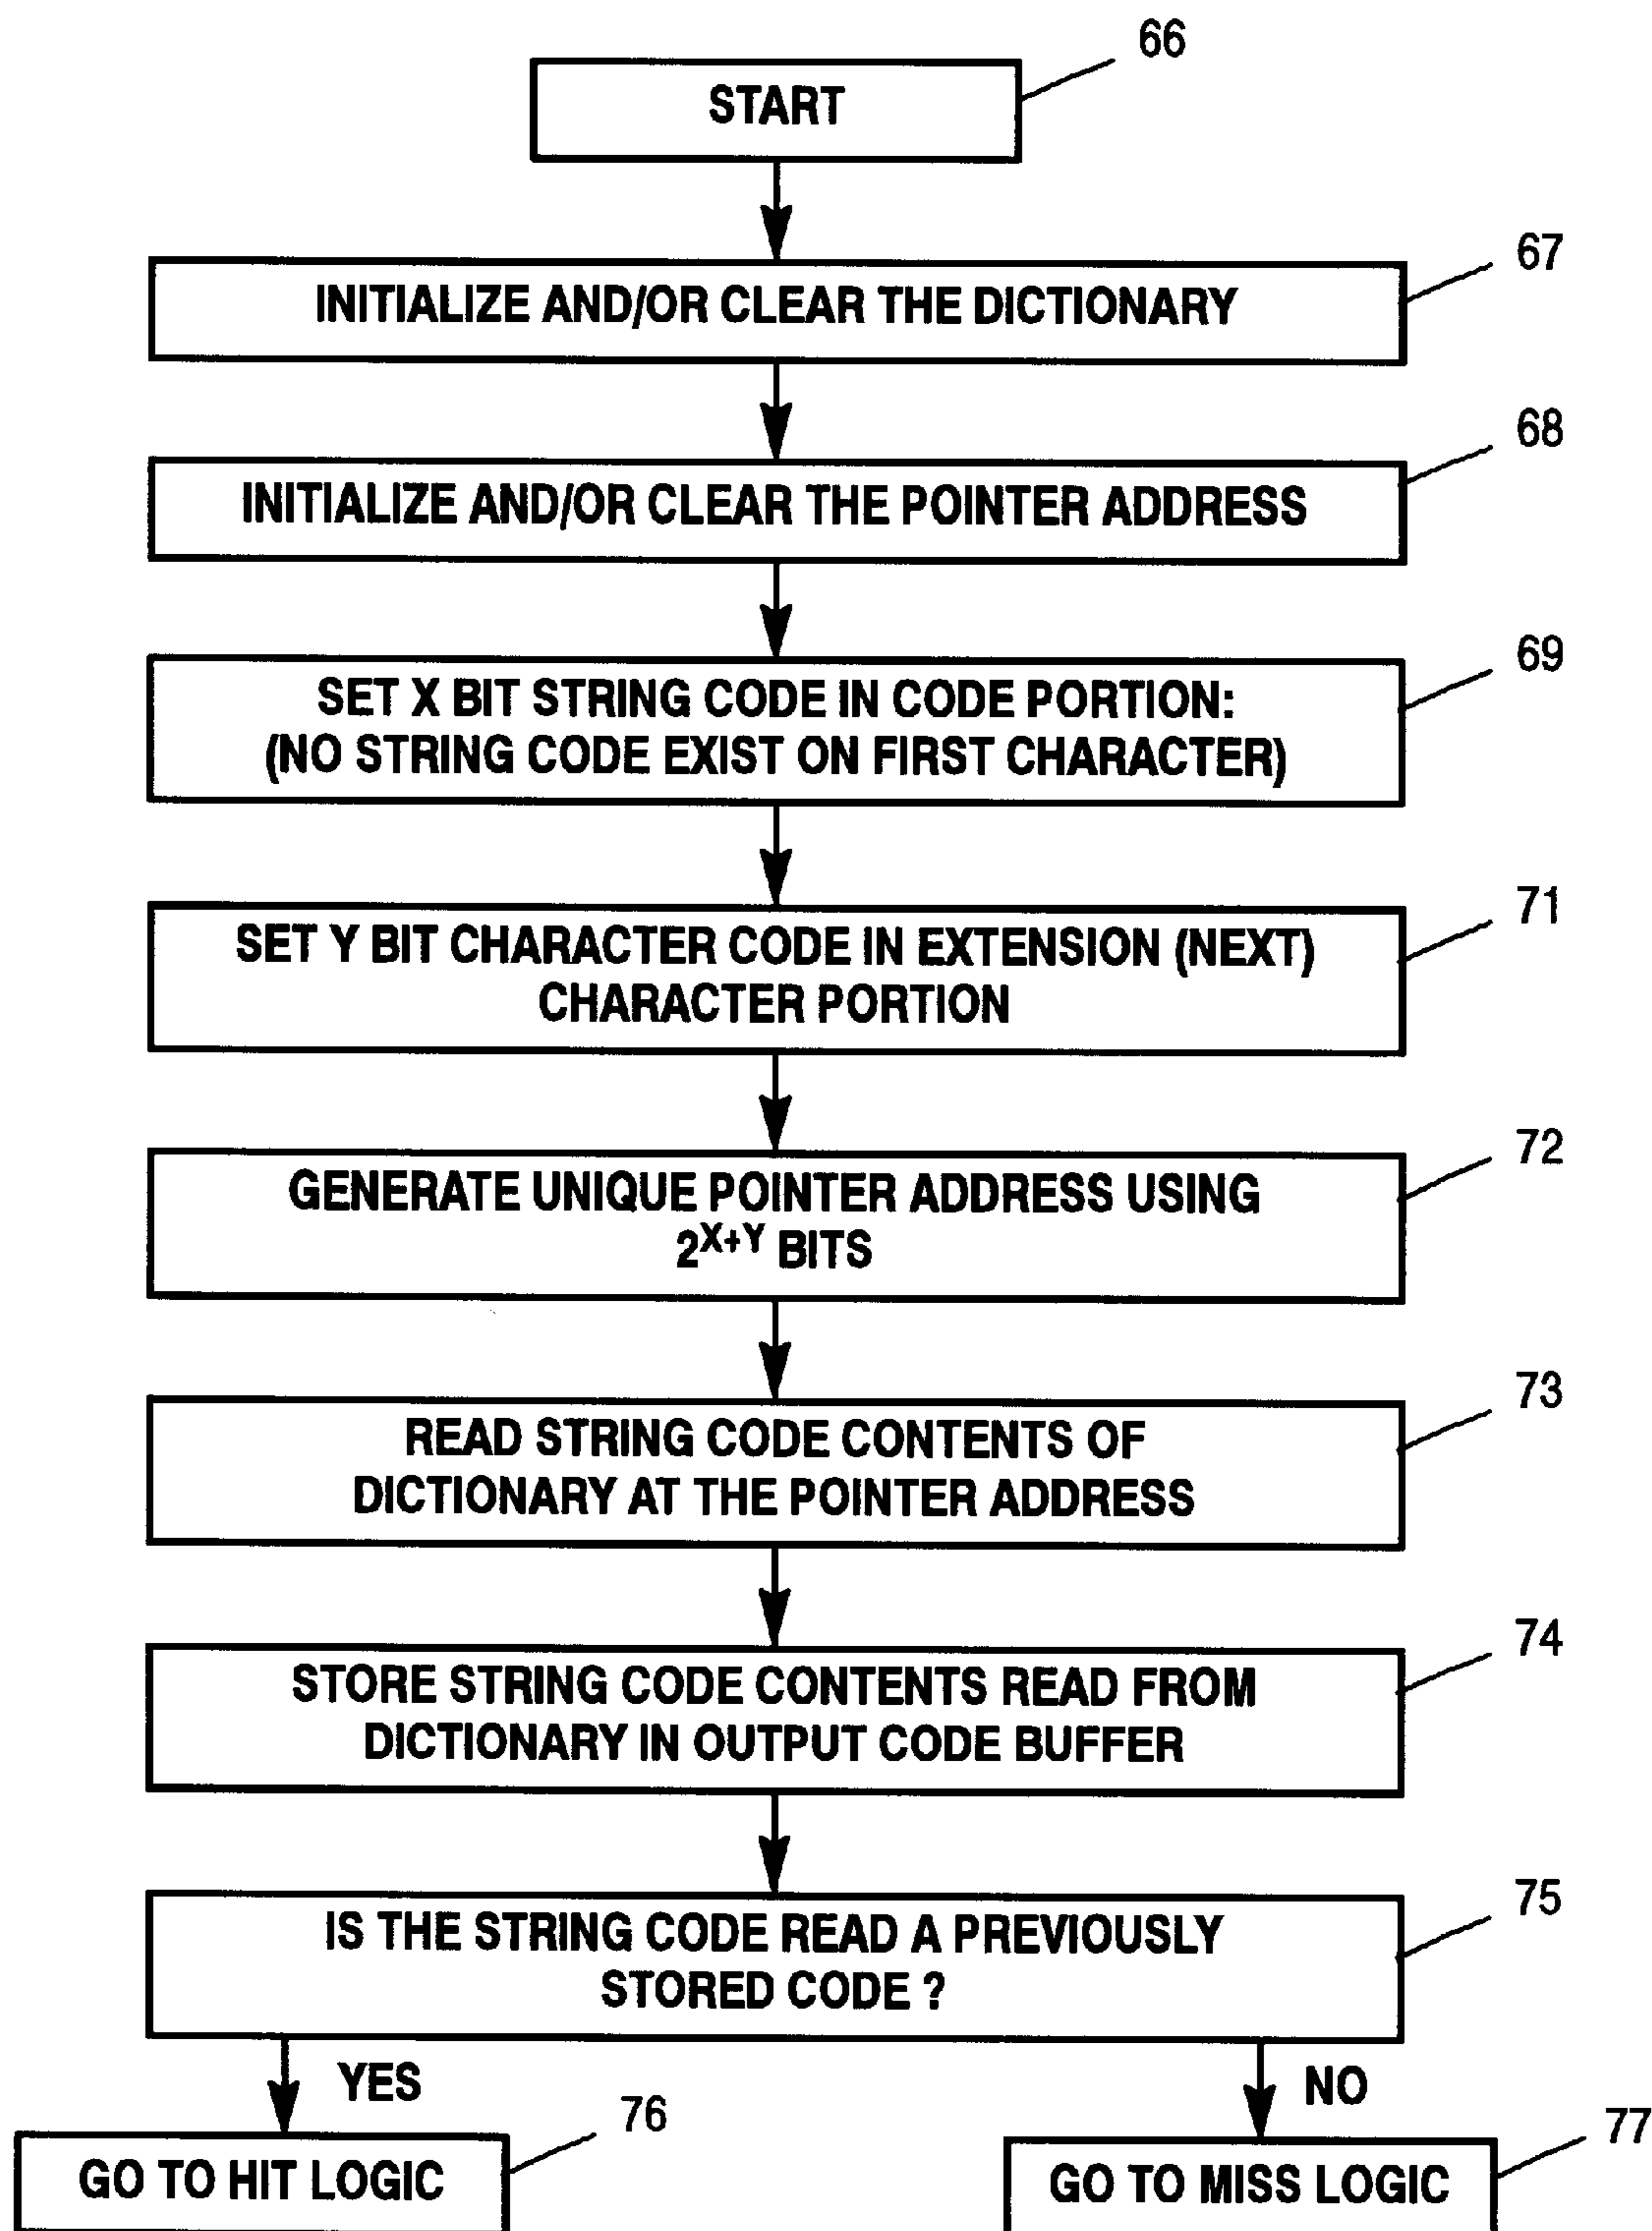 66
START
67
INITIALIZE AND/OR CLEAR THE DICTIONARY
68
INITIALIZE AND/OR CLEAR THE POINTER ADDRESS
69
SET X BIT STRING CODE IN CODE PORTION:
(NO STRING CODE EXIST ON FIRST CHARACTER)
71
SET Y BIT CHARACTER CODE IN EXTENSION (NEXT)
CHARACTER PORTION
72
GENERATE UNIQUE POINTER ADDRESS USING
2^X+Y BITS
73
READ STRING CODE CONTENTS OF
DICTIONARY AT THE POINTER ADDRESS
74
STORE STRING CODE CONTENTS READ FROM
DICTIONARY IN OUTPUT CODE BUFFER
75
IS THE STRING CODE READ A PREVIOUSLY
STORED CODE ?
YES
NO
76
77
GO TO HIT LOGIC
GO TO MISS LOGIC